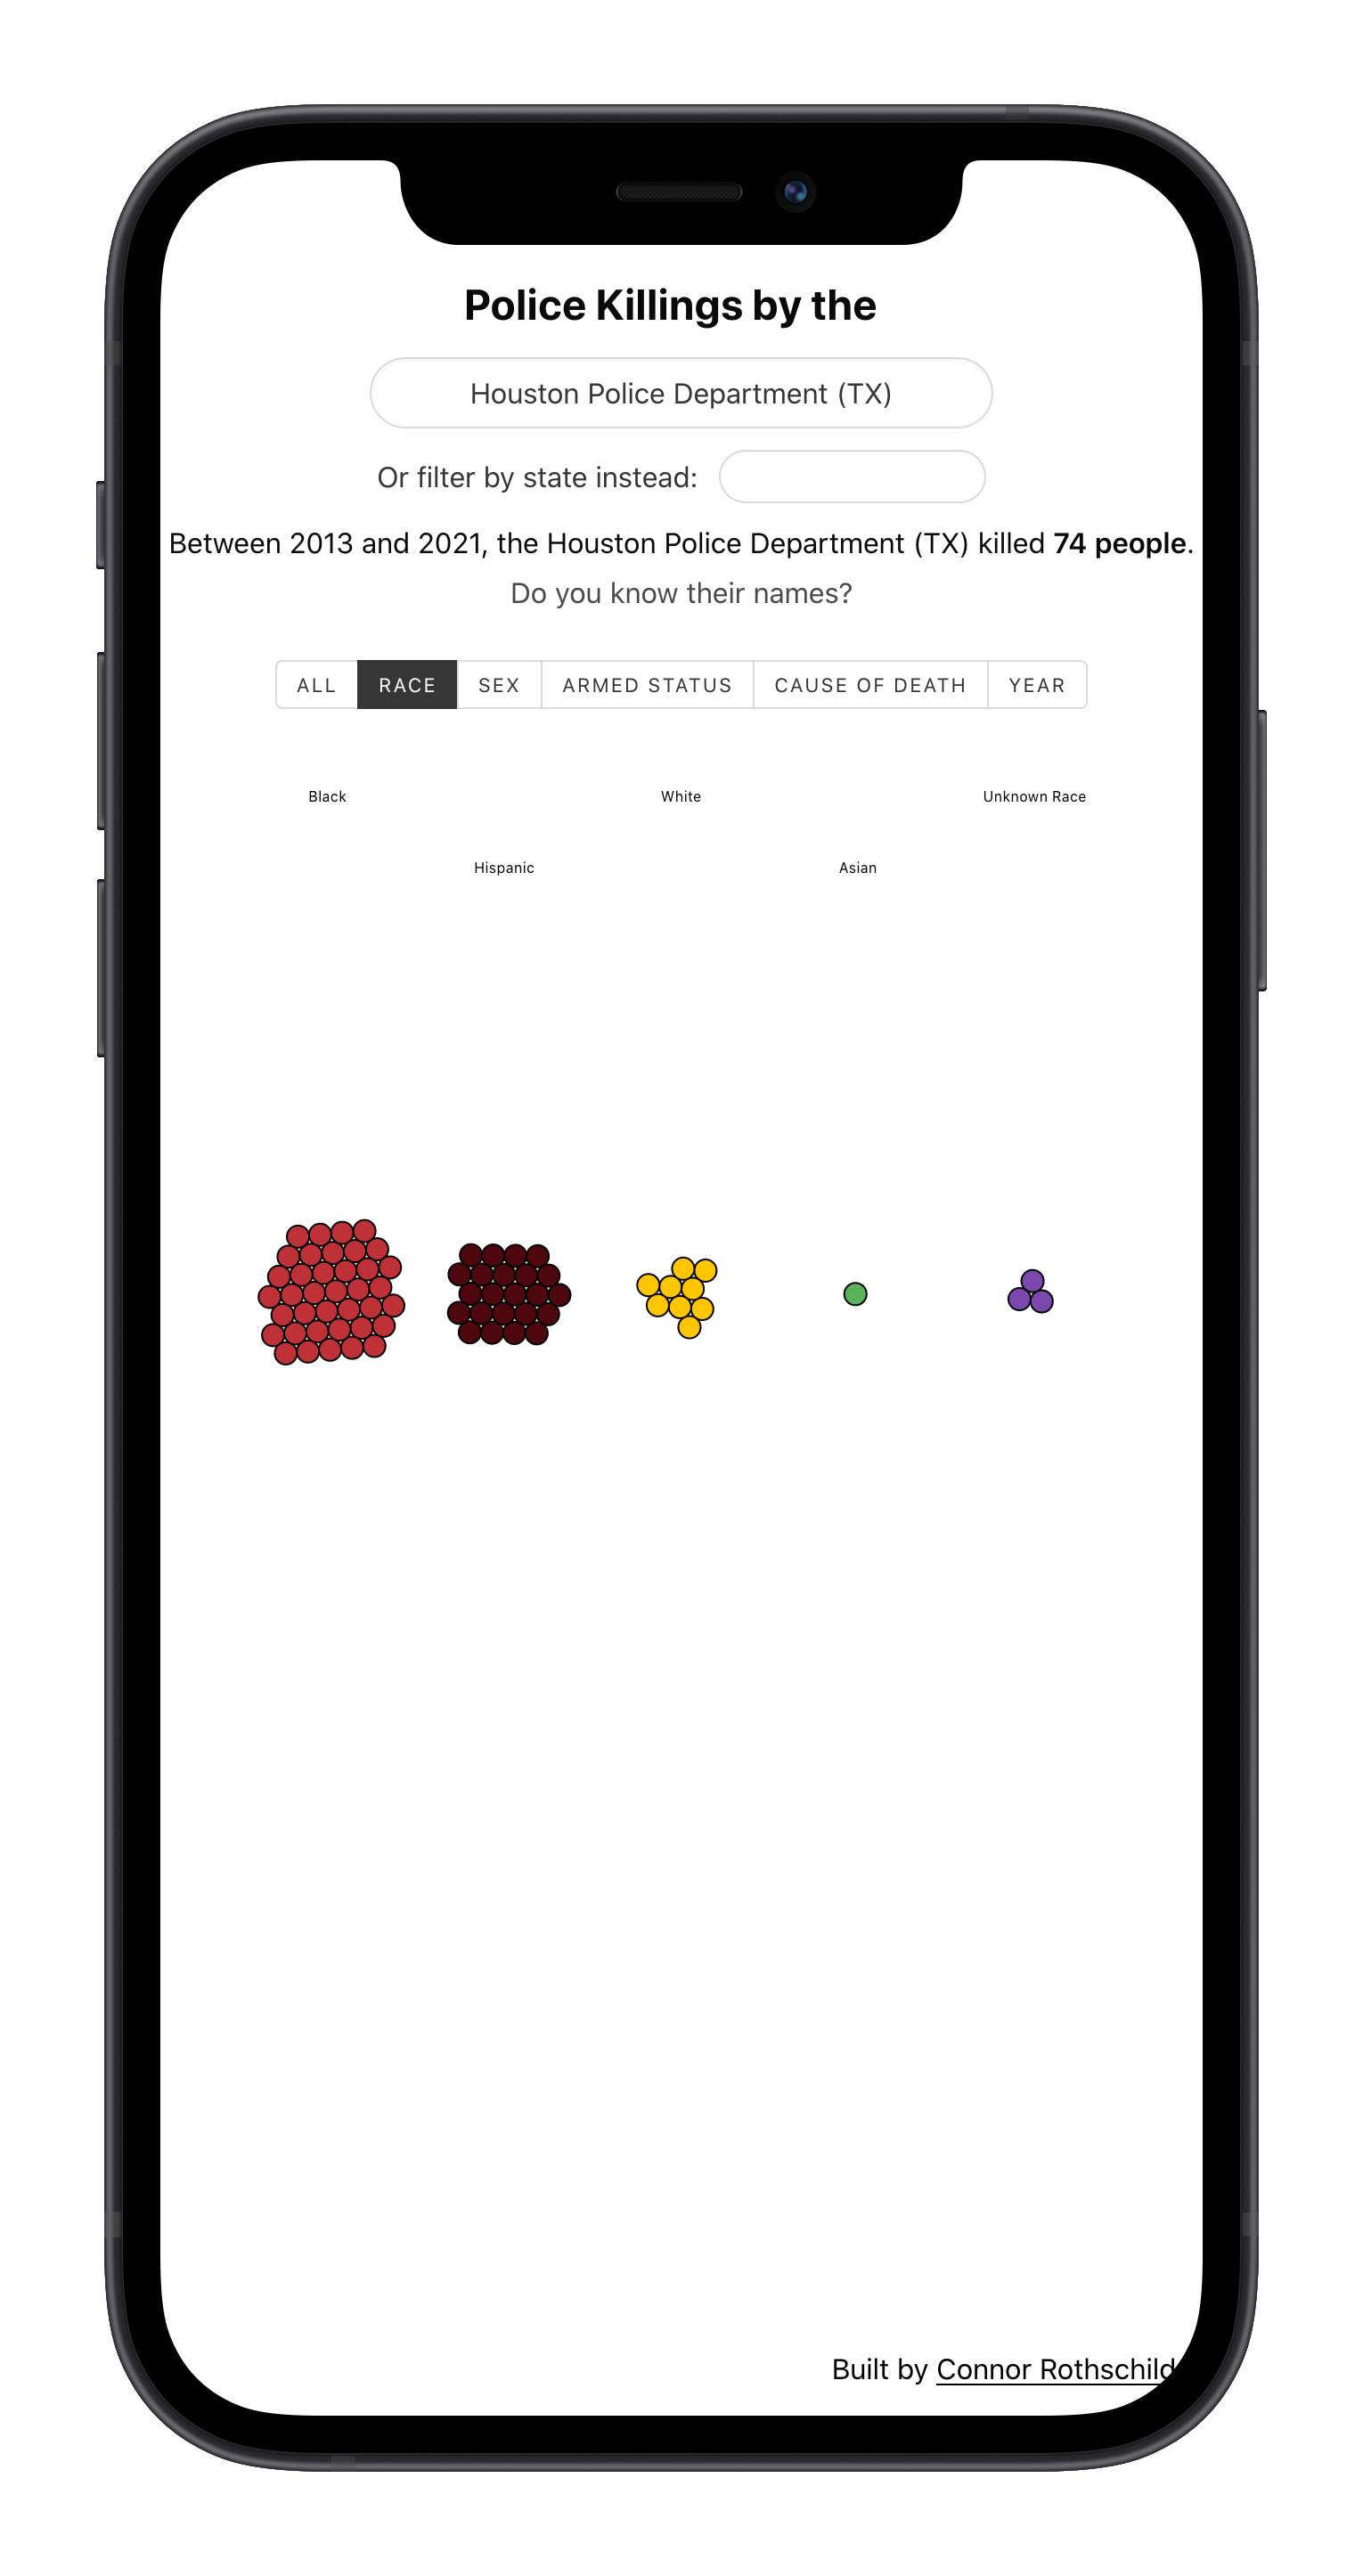 Police Killings by the
Houston Police Department (TX)
Or filter by state instead:
Between 2013 and 2021, the Houston Police Department (TX) killed 74 people.
Do you know their names?
ALL RACE SEX ARMED STATUS CAUSE OF DEATH YEAR
Black White Unknown Race
Hispanic Asian
Built by Connor Rothschild